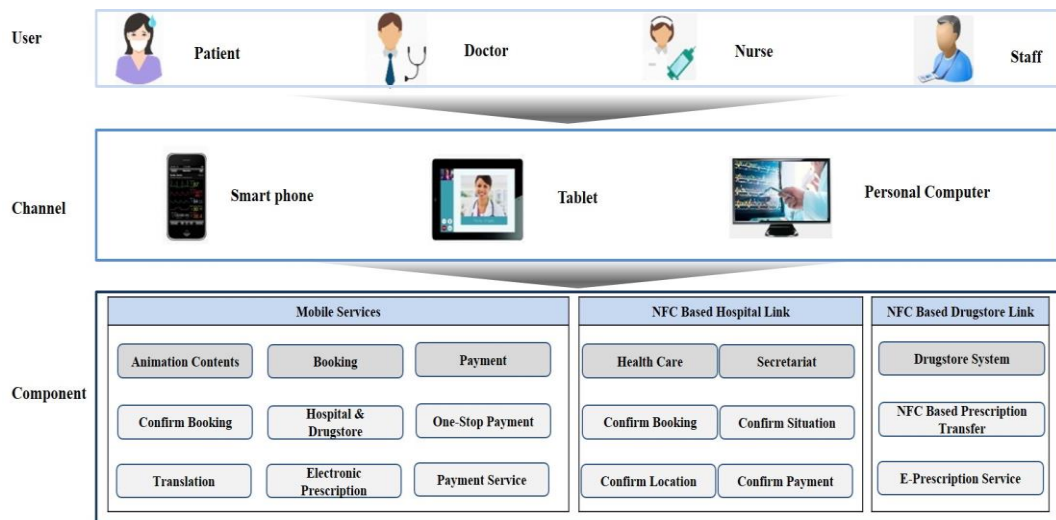 User
Patient
Doctor
Nurse
Staff
Channel
Smart phone
Tablet
Personal Computer
Component
Mobile Services
NFC Based Hospital Link
NFC Based Drugstore Link
Animation Contents
Booking
Payment
Health Care
Secretariat
Drugstore System
Confirm Booking
Hospital &
Drugstore
One-Stop Payment
Confirm Booking
Confirm Situation
NFC Based Prescription
Transfer
Translation
Electronic
Prescription
Payment Service
Confirm Location
Confirm Payment
E-Prescription Service